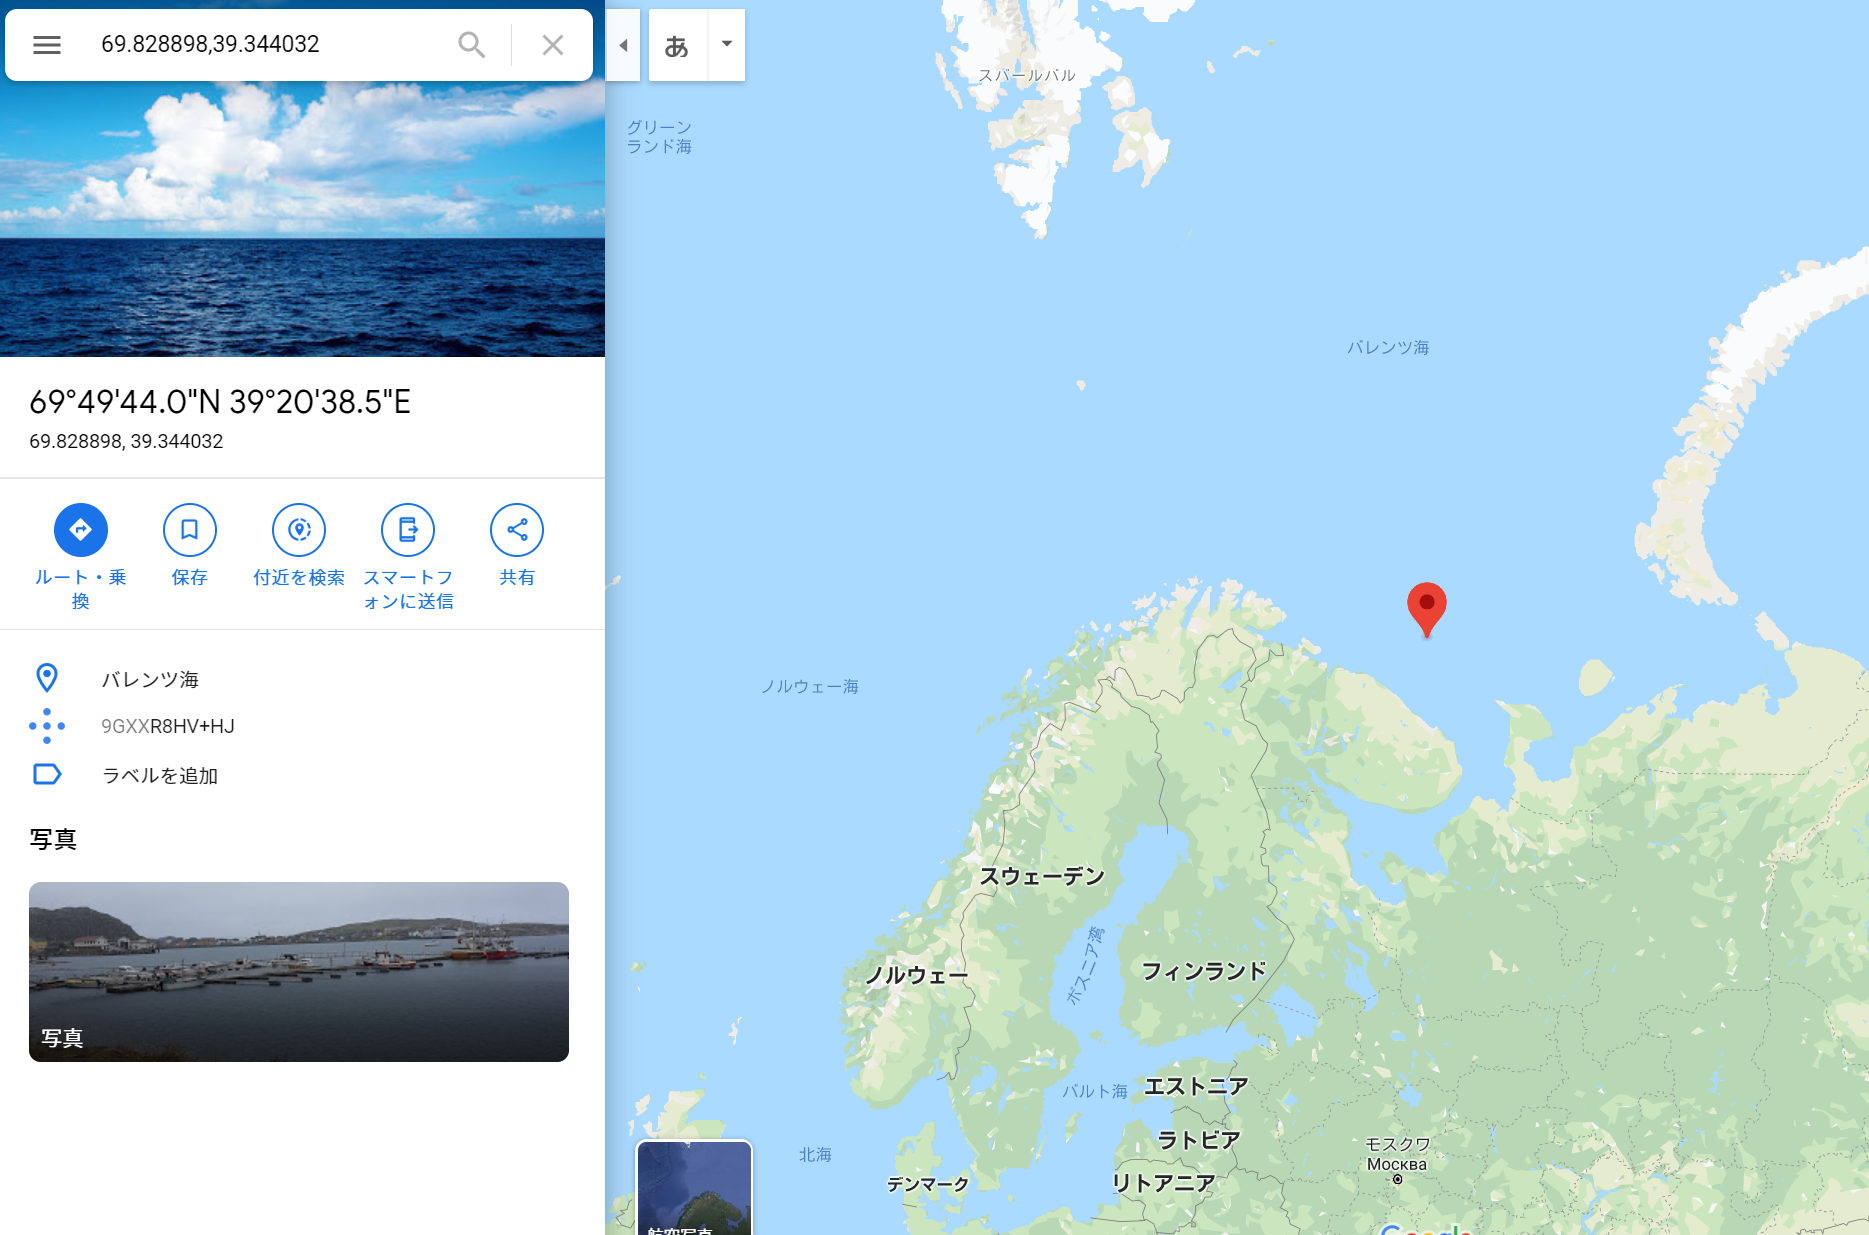 69.828898,39.344032
69°49'44.0"N 39°20'38.5"E
69.828898, 39.344032
ルート・乗
換
保存
付近を検索
スマートフ
ォンに送信
共有
バレンツ海
9GXXR8HV+HJ
ラベルを追加
写真
写真
あ
スバールバル
グリーン
ランド海
バレンツ海
ノルウェー海
スウェーデン
ノルウェー
ボスニア湾
フィンランド
バルト海
エストニア
ラトビア
北海
デンマーク
リトアニア
モスクワ
Москва
航空写真
Google